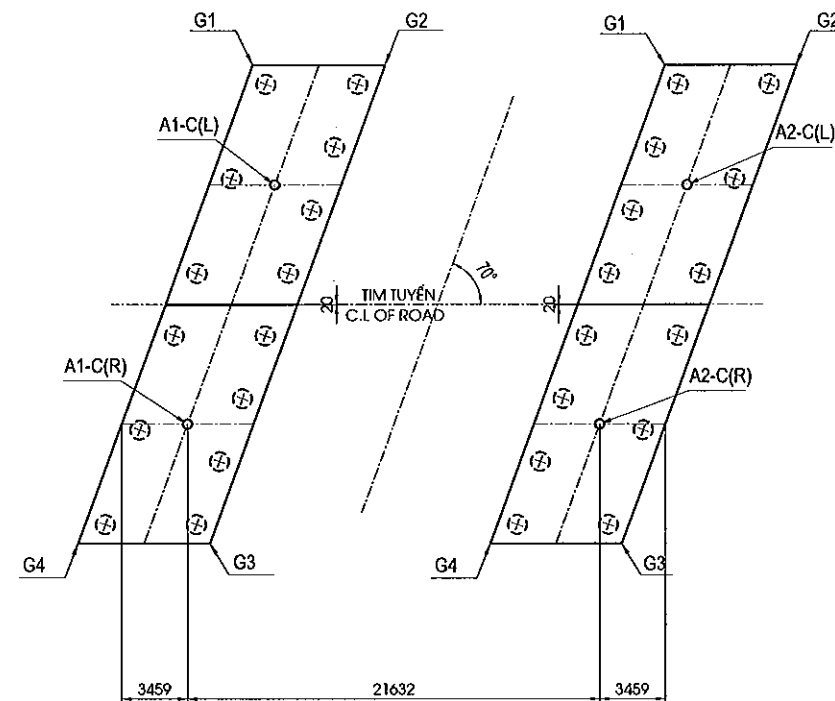 G1
G2
G1
G2
A1-C(L)
A2-C(L)
70°
20
TIM TUYẾN
C.L OF ROAD
20
A1-C(R)
A2-C(R)
G4
G3
G4
G3
3459
21632
3459